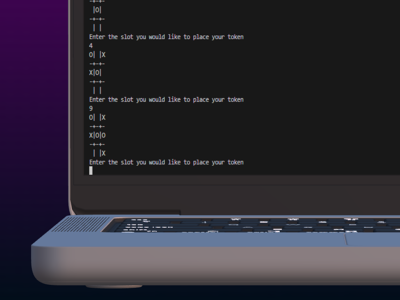 -+-+-
 |O|
-+-+-
 | |
Enter the slot you would like to place your token
4
O| |X
-+-+-
X|O|
-+-+-
 | |
Enter the slot you would like to place your token
9
O| |X
-+-+-
X|O|O
-+-+-
 | |X
Enter the slot you would like to place your token